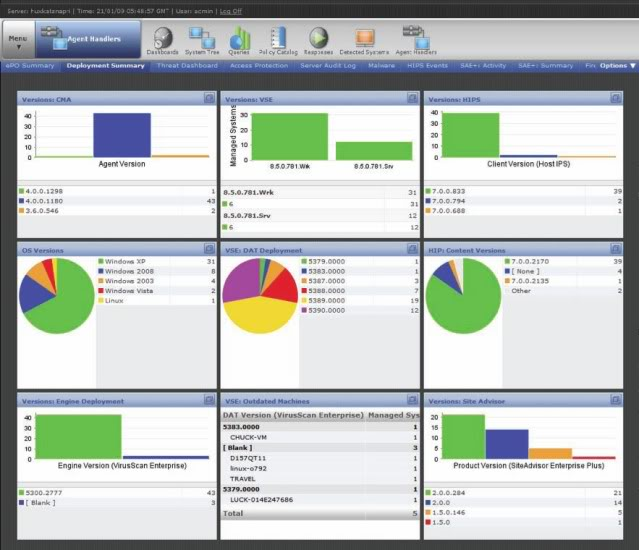 Server: huskatanapri | Time: 21/01/09 05:48:57 GMT | User: admin | Log Off
Menu
Agent Handlers
Dashboards System Tree Queries Policy Catalog Responses Detected Systems Agent Handlers
ePO Summary Deployment Summary Threat Dashboard Access Protection Server Audit Log Malware HIPS Events SAE+: Activity SAE+: Summary Options
Versions: CMA
40
30
20
10
0
Agent Version
4.0.0.1298 1
4.0.0.1180 43
3.6.0.546 2
Versions: VSE
Managed Systems
30
20
10
0
8.5.0.781.Wrk 8.5.0.781.Srv
8.5.0.781.Wrk 31
6 31
8.5.0.781.Srv 12
6 12
Versions: HIPS
40
30
20
10
0
Client Version (Host IPS)
7.0.0.833 39
7.0.0.794 2
7.0.0.688 1
OS Versions
Windows XP 31
Windows 2008 8
Windows 2003 4
Windows Vista 2
Linux 1
VSE: DAT Deployment
5379.0000 1
5383.0000 1
5387.0000 3
5388.0000 7
5389.0000 19
5390.0000 12
HIP: Content Versions
7.0.0.2170 39
[ None ] 4
7.0.0.2135 1
Other 2
Versions: Engine Deployment
40
30
20
10
0
Engine Version (VirusScan Enterprise)
5300.2777 43
[ Blank ] 3
VSE: Outdated Machines
DAT Version (VirusScan Enterprise) Managed Sys
5383.0000 1
CHUCK-VM 1
[ Blank ] 3
D157QT11 1
linux-o792 1
TRAVEL 1
5379.0000 1
LUCK-014E247686 1
Total 5
Versions: Site Advisor
20
15
10
5
0
Product Version (SiteAdvisor Enterprise Plus)
2.0.0.284 21
2.0.0 14
1.5.0.146 5
1.5.0 1